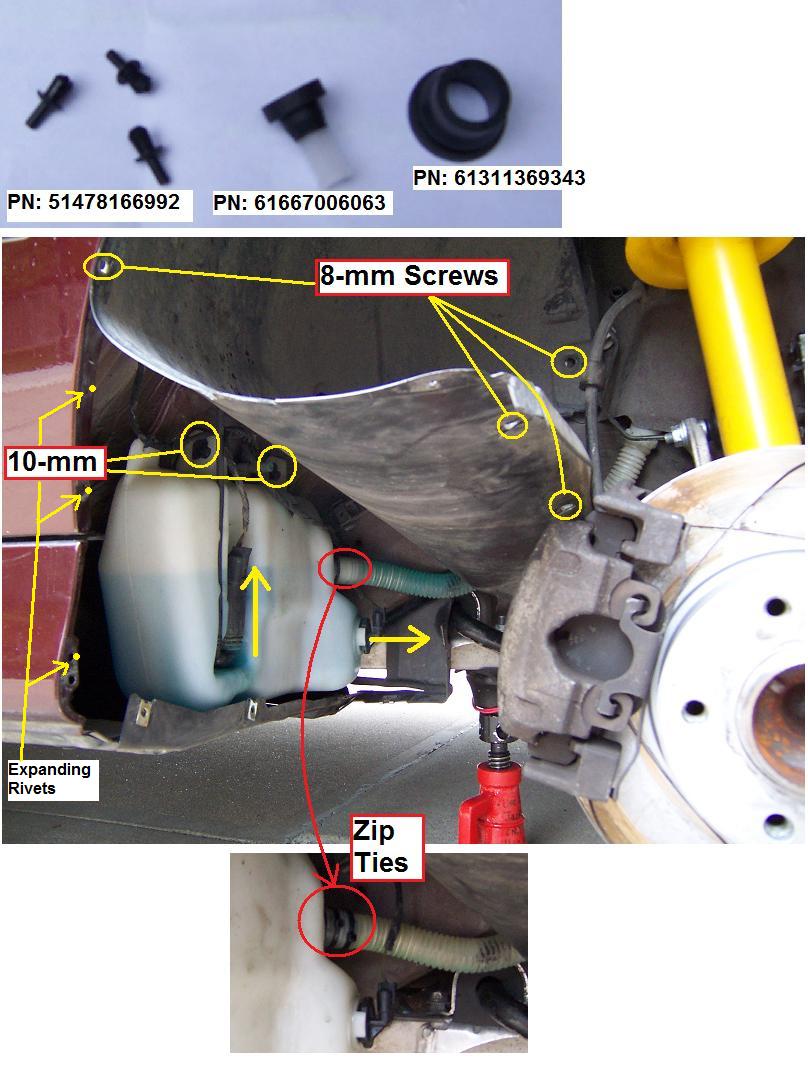 PN: 51478166992
PN: 61667006063
PN: 61311369343
8-mm Screws
10-mm
Expanding
Rivets
Zip
Ties